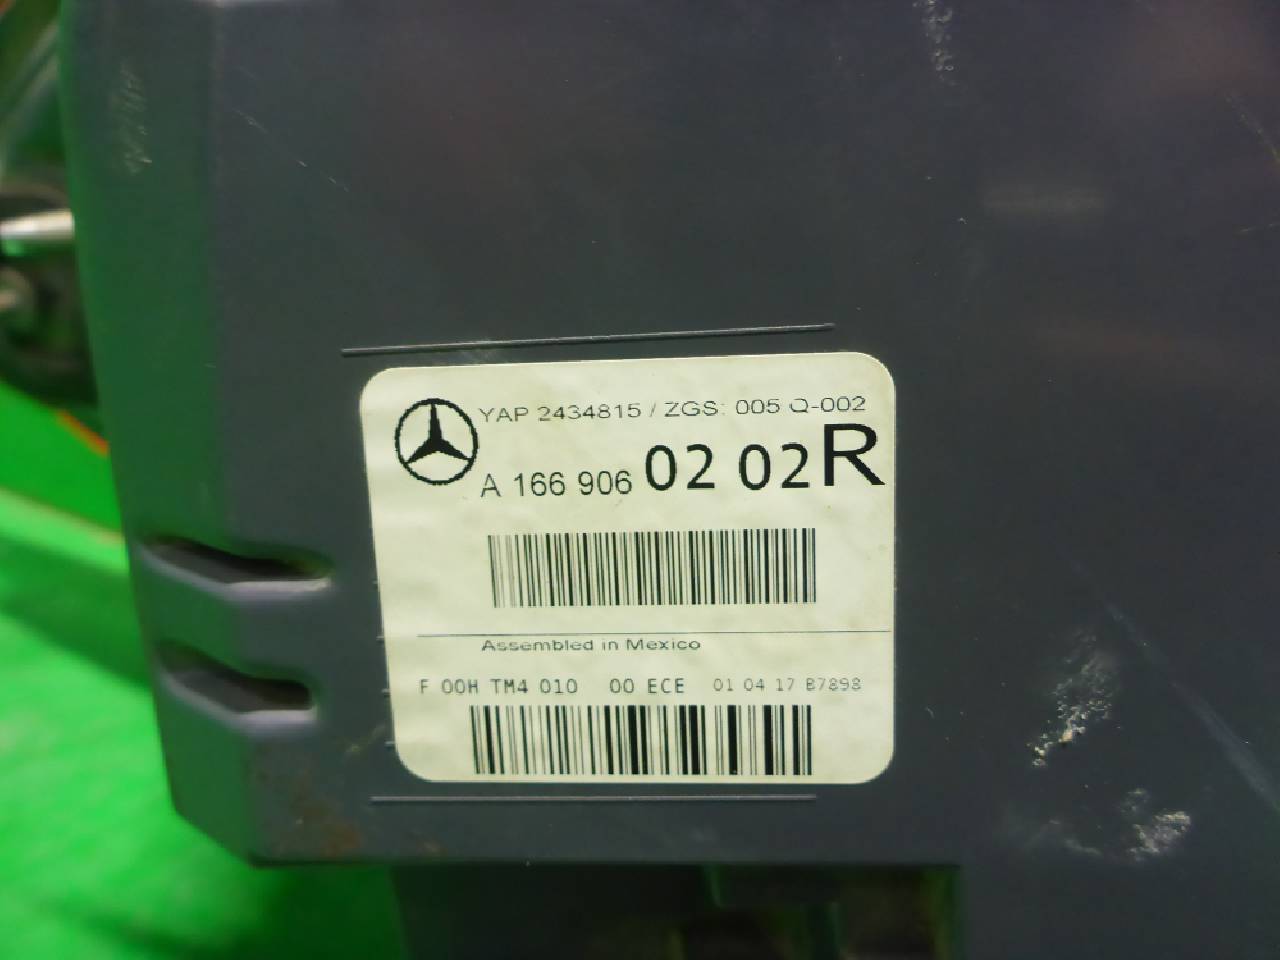 YAP 2434815 / ZGS: 005 Q-002
A 166 906 02 02 R
Assembled in Mexico
F 00H TM4 010 00 ECE 01 04 17 B7898